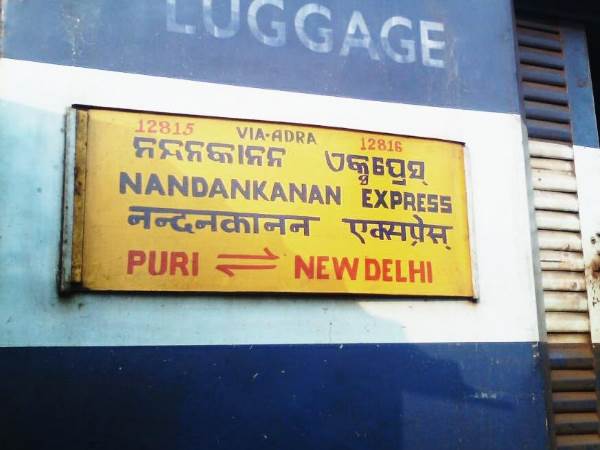 LUGGAGE
12815 VIA-ADRA 12816
ନନ୍ଦନକାନନ ଏକ୍ସପ୍ରେସ୍
NANDANKANAN EXPRESS
नन्दनकानन एक्सप्रेस्
PURI ⇌ NEW DELHI